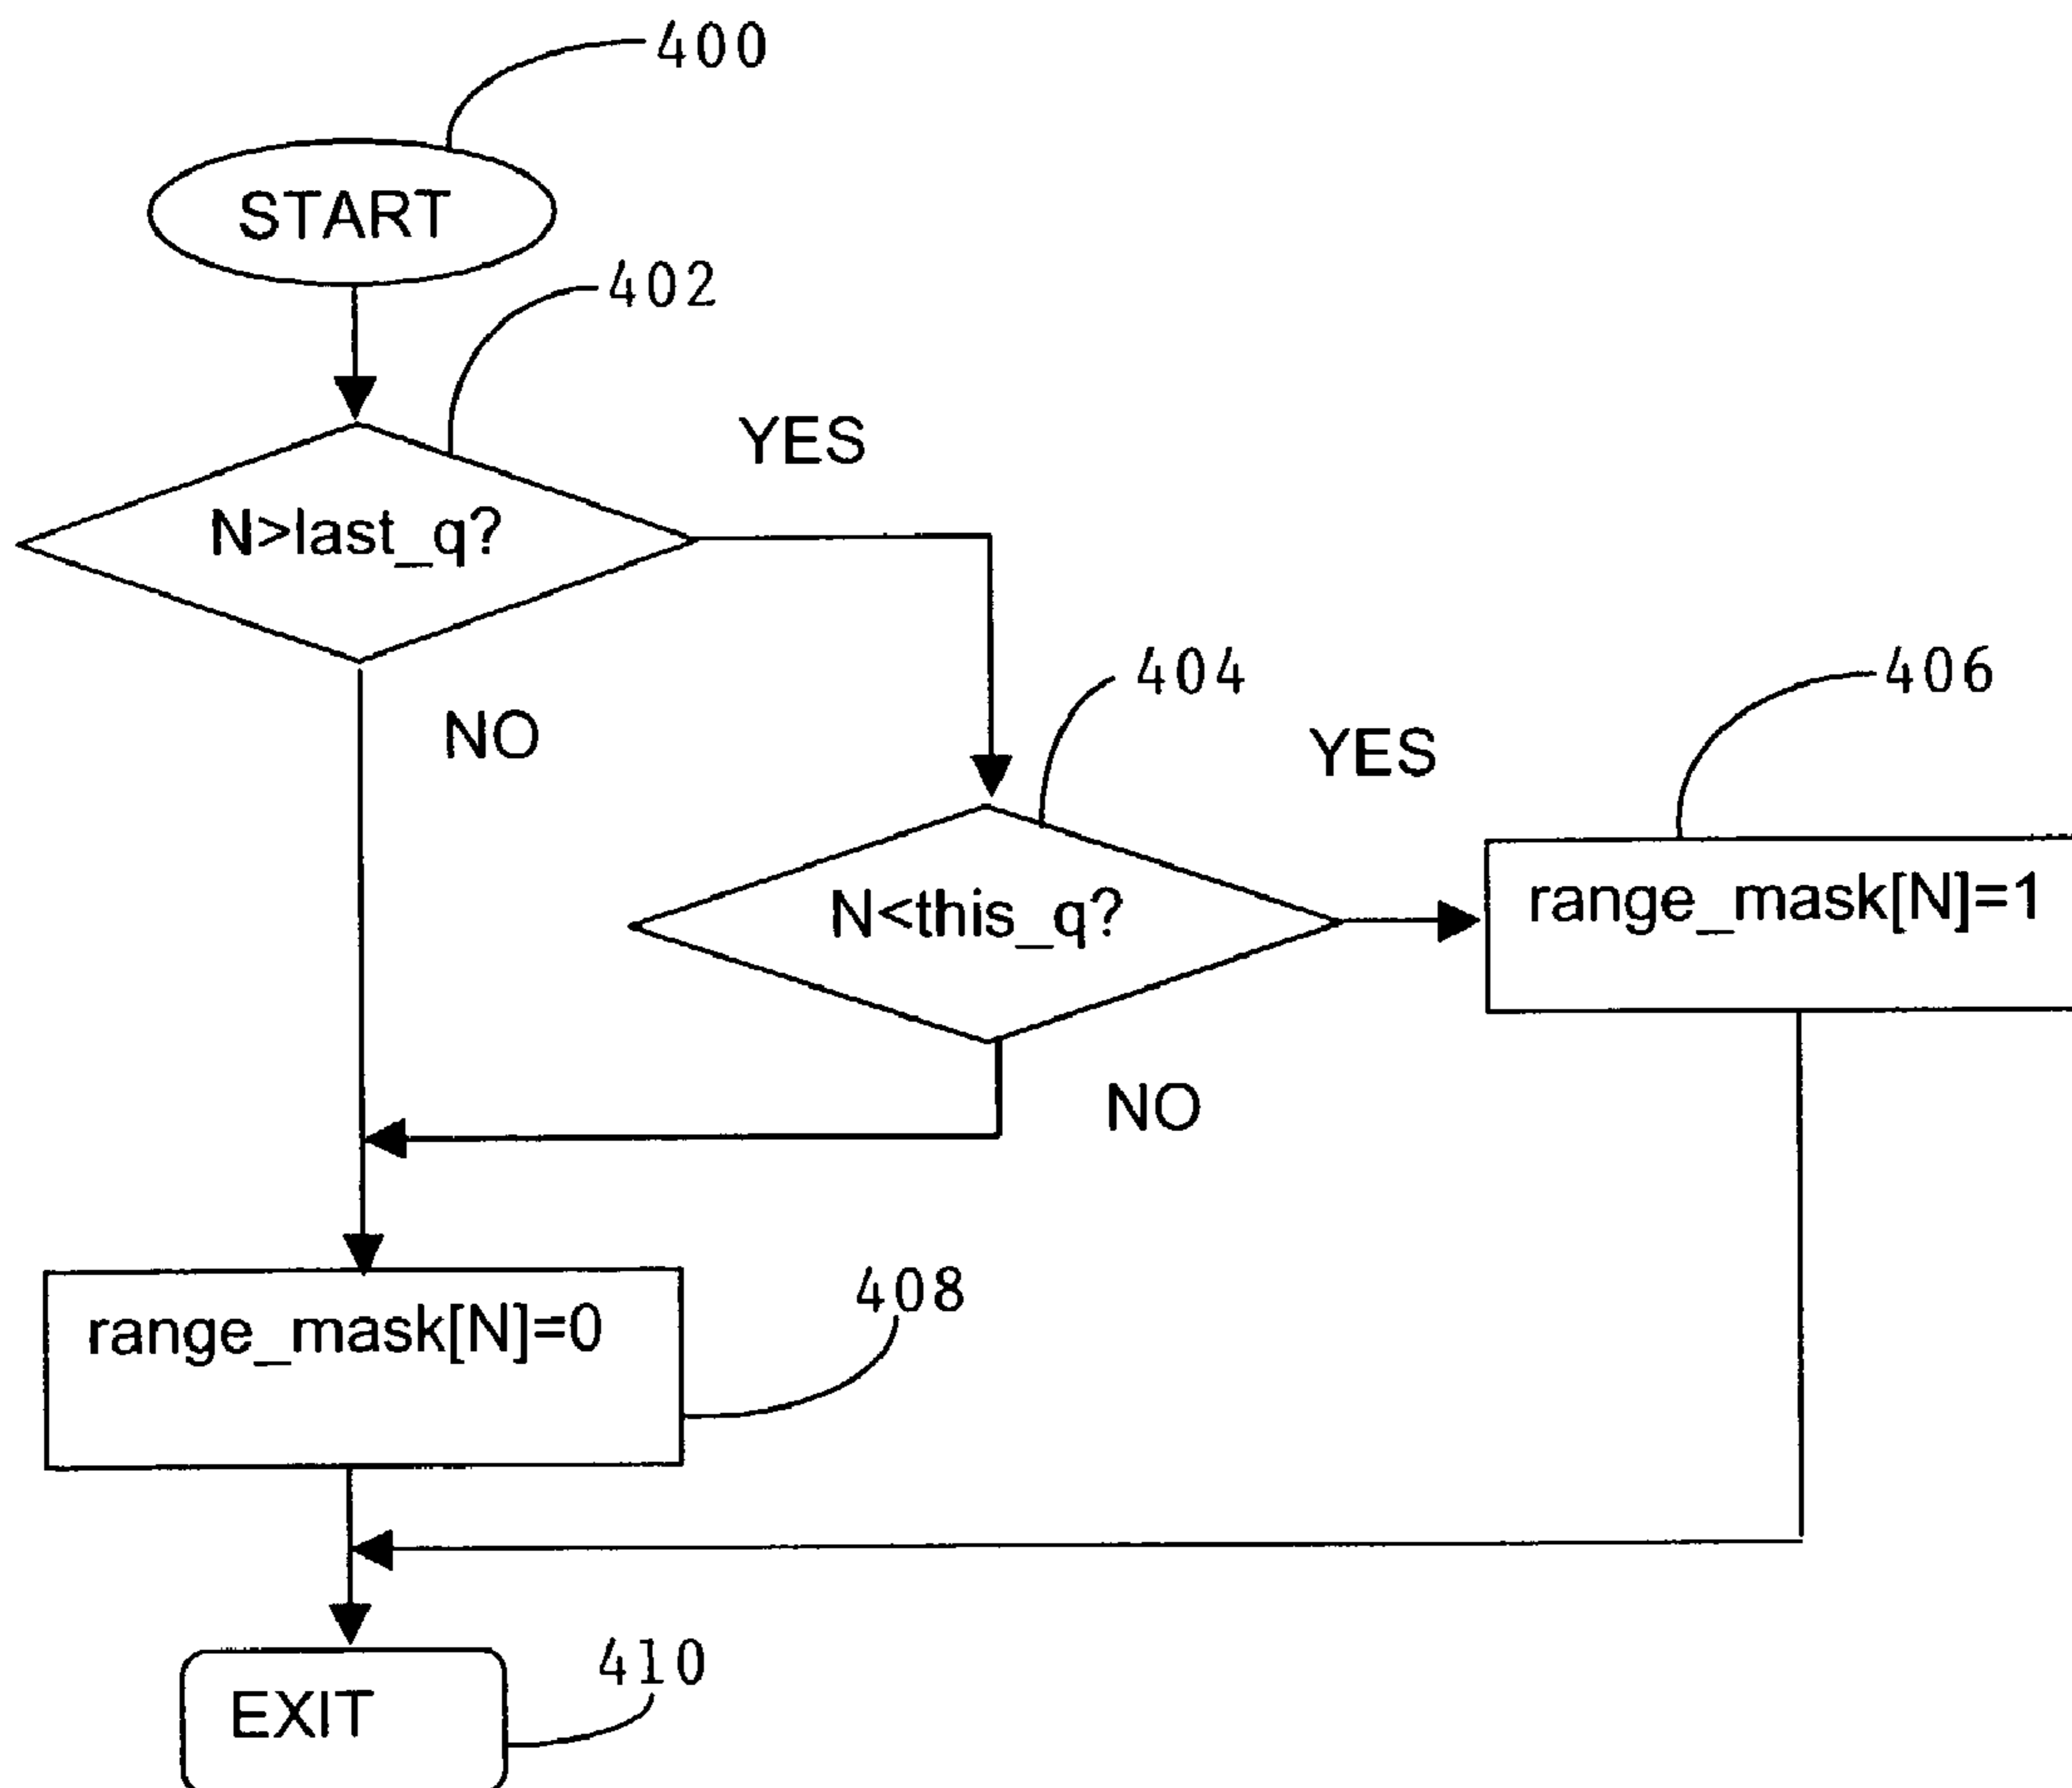 400
START
402
YES
N>last_q?
NO
404
406
YES
N<this_q?
range_mask[N]=1
NO
range_mask[N]=0
408
410
EXIT